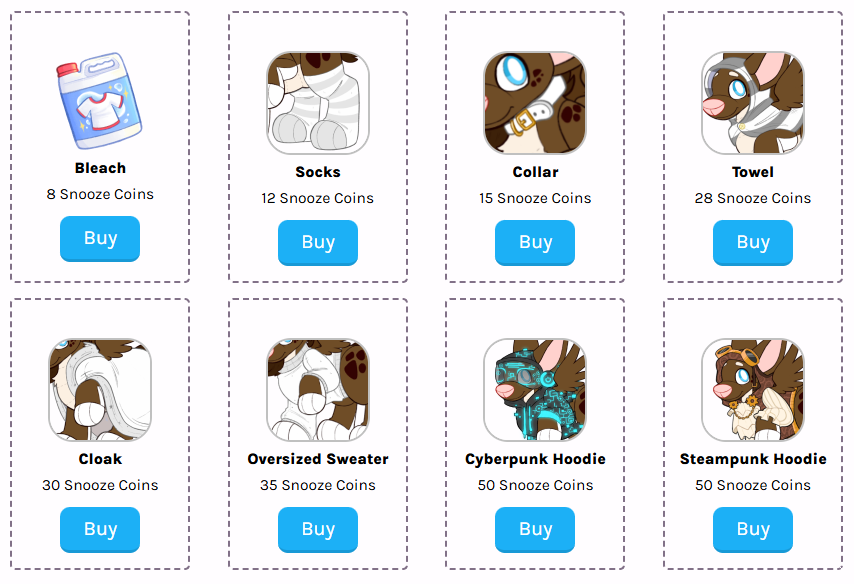 Bleach
8 Snooze Coins
Buy
Socks
12 Snooze Coins
Buy
Collar
15 Snooze Coins
Buy
Towel
28 Snooze Coins
Buy
Cloak
30 Snooze Coins
Buy
Oversized Sweater
35 Snooze Coins
Buy
Cyberpunk Hoodie
50 Snooze Coins
Buy
Steampunk Hoodie
50 Snooze Coins
Buy